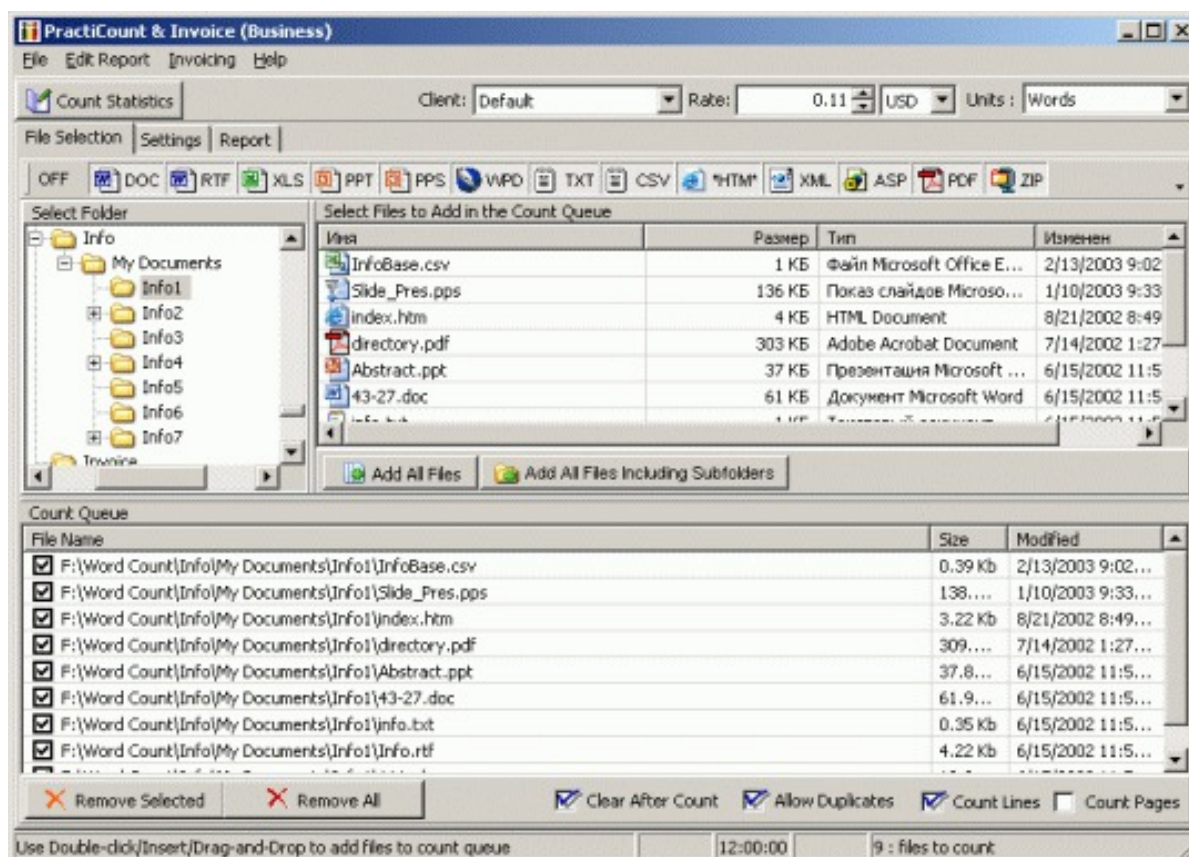 PractiCount & Invoice (Business)
File Edit Report Invoicing Help
Count Statistics Client: Default Rate: 0.11 USD Units : Words
File Selection Settings Report
OFF DOC RTF XLS PPT PPS WPD TXT CSV *HTM* XML ASP PDF ZIP
Select Folder Select Files to Add in the Count Queue
Имя Размер Тип Изменен
Info
My Documents
Info1
Info2
Info3
Info4
Info5
Info6
Info7
Invoice
InfoBase.csv 1 КБ Файл Microsoft Office E... 2/13/2003 9:02
Slide_Pres.pps 136 КБ Показ слайдов Microso... 1/10/2003 9:33
index.htm 4 КБ HTML Document 8/21/2002 8:49
directory.pdf 303 КБ Adobe Acrobat Document 7/14/2002 1:27
Abstract.ppt 37 КБ Презентация Microsoft ... 6/15/2002 11:5
43-27.doc 61 КБ Документ Microsoft Word 6/15/2002 11:5
Add All Files Add All Files Including Subfolders
Count Queue
File Name Size Modified
F:\Word Count\Info\My Documents\Info1\InfoBase.csv 0.39 Kb 2/13/2003 9:02...
F:\Word Count\Info\My Documents\Info1\Slide_Pres.pps 138.... 1/10/2003 9:33...
F:\Word Count\Info\My Documents\Info1\index.htm 3.22 Kb 8/21/2002 8:49...
F:\Word Count\Info\My Documents\Info1\directory.pdf 309.... 7/14/2002 1:27...
F:\Word Count\Info\My Documents\Info1\Abstract.ppt 37.8... 6/15/2002 11:5...
F:\Word Count\Info\My Documents\Info1\43-27.doc 61.9... 6/15/2002 11:5...
F:\Word Count\Info\My Documents\Info1\info.txt 0.35 Kb 6/15/2002 11:5...
F:\Word Count\Info\My Documents\Info1\Info.rtf 4.22 Kb 6/15/2002 11:5...
Remove Selected Remove All Clear After Count Allow Duplicates Count Lines Count Pages
Use Double-click/Insert/Drag-and-Drop to add files to count queue 12:00:00 9 : files to count